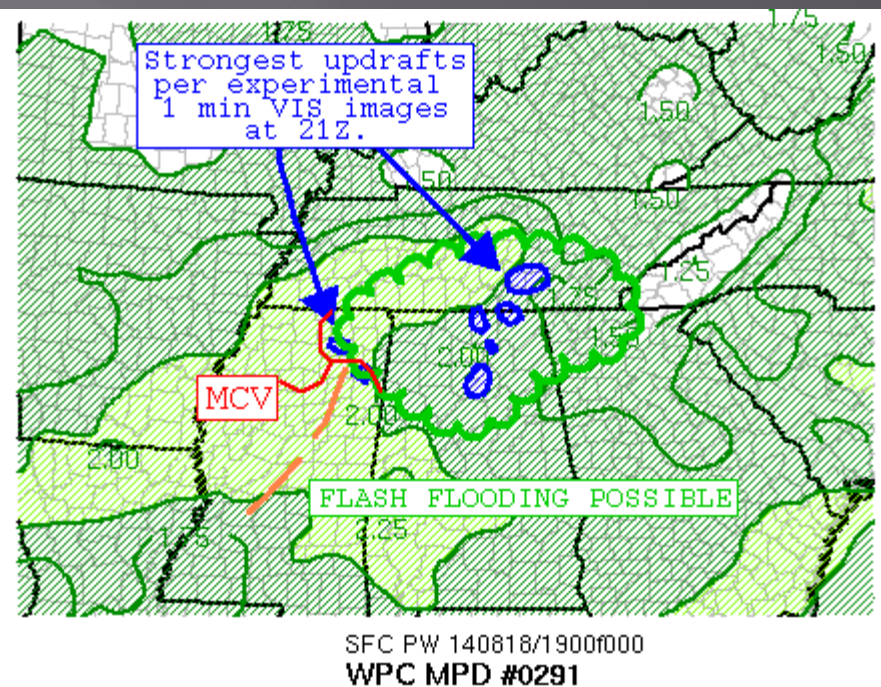 1.75
1.75
1.50
Strongest updrafts
per experimental
1 min VIS images
at 21Z.
1.50
.50
1.50
1.25
1.75
1.50
2.00
MCV
2.00
2.00
FLASH FLOODING POSSIBLE
2.25
1.75
SFC PW 140818/1900f000
WPC MPD #0291